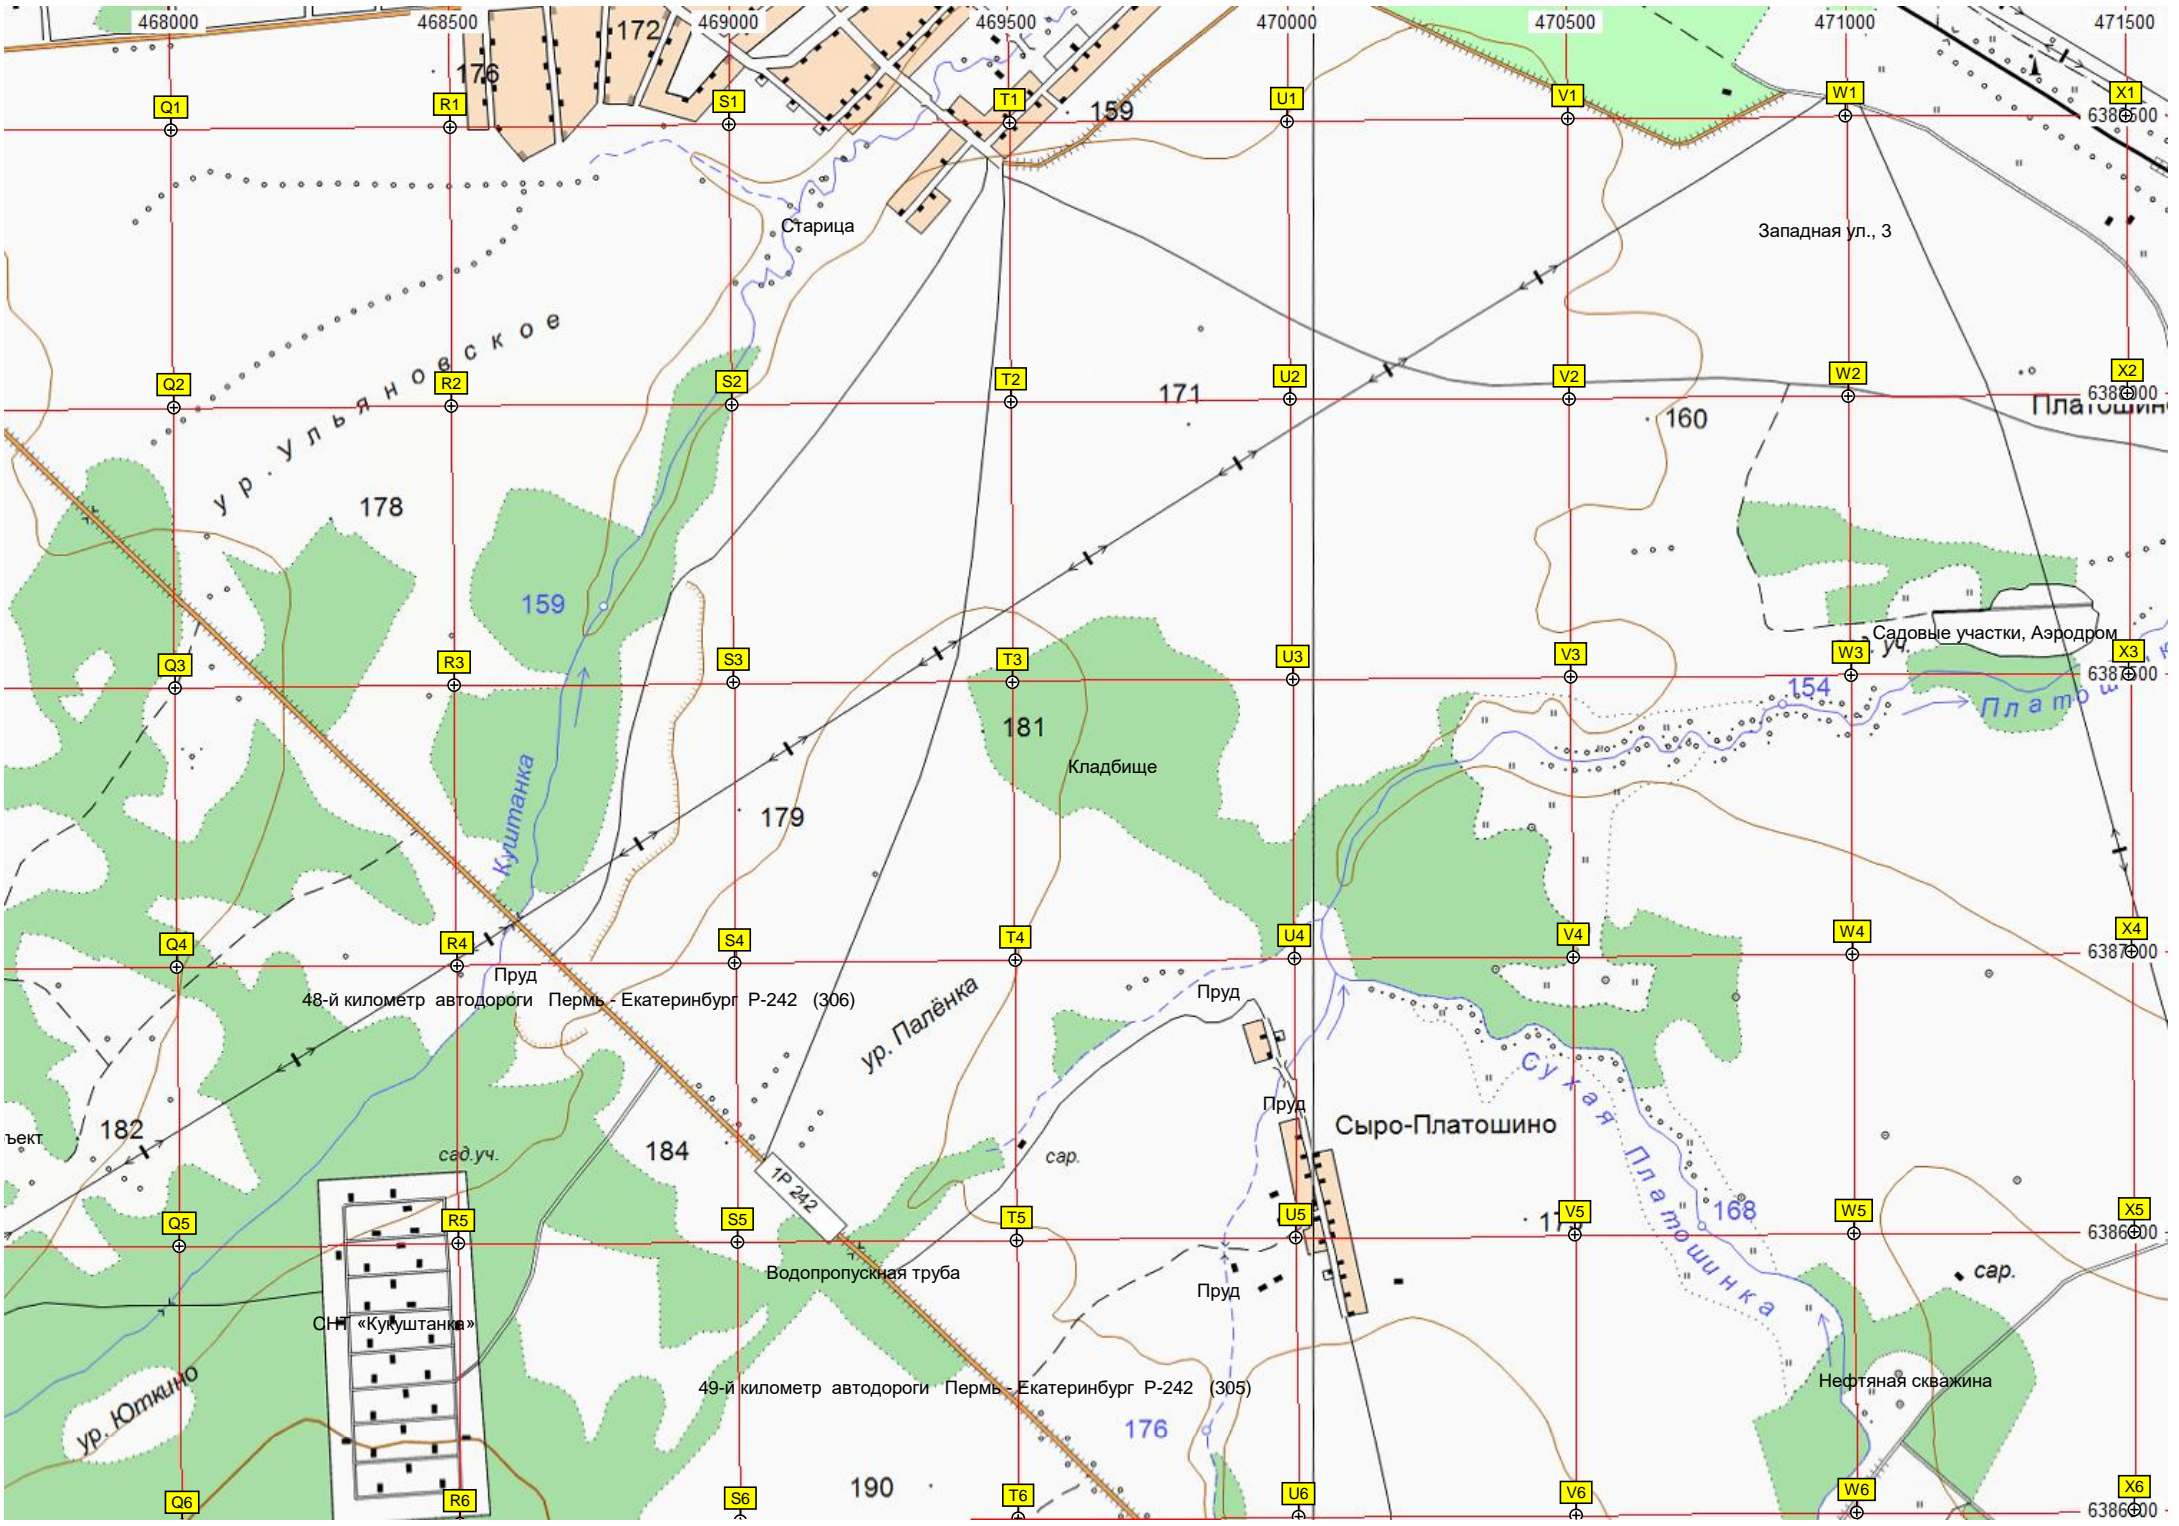 468000 468500 469000 469500 470000 470500 471000 471500
172
176
159
Q1 R1 S1 T1 U1 V1 W1 X1
Старица
Западная ул., 3
ур. Ульяновское
Q2 R2 S2 T2 U2 V2 W2 X2
171
160
178
159
Садовые участки, Аэродром
уч.
Q3 R3 S3 T3 U3 V3 W3 X3
154
181
Кладбище
Куштанка
179
Q4 R4 S4 T4 U4 V4 W4 X4
Пруд
48-й километр автодороги Пермь - Екатеринбург Р-242 (306)
ур. Палёнка
Пруд
Сухая Платошинка
Пруд
Сыро-Платошино
182
184
сад.уч.
сар.
1Р 242
168
Q5 R5 S5 T5 U5 V5 W5 X5
Водопропускная труба
сар.
Пруд
СНТ «Кукуштанка»
ур. Юткино
49-й километр автодороги Пермь - Екатеринбург Р-242 (305)
Нефтяная скважина
176
190
Q6 R6 S6 T6 U6 V6 W6 X6